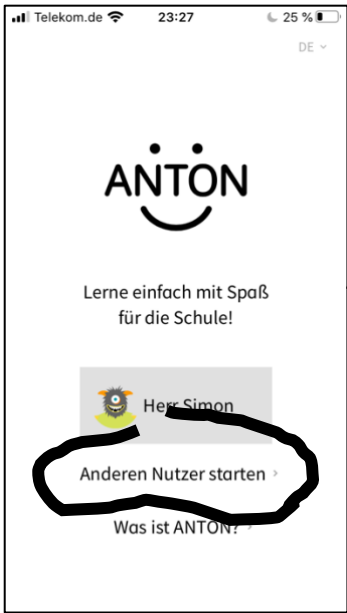 Telekom.de 23:27 25 %
DE
ANTON
Lerne einfach mit Spaß
für die Schule!
Herr Simon
Anderen Nutzer starten
Was ist ANTON?